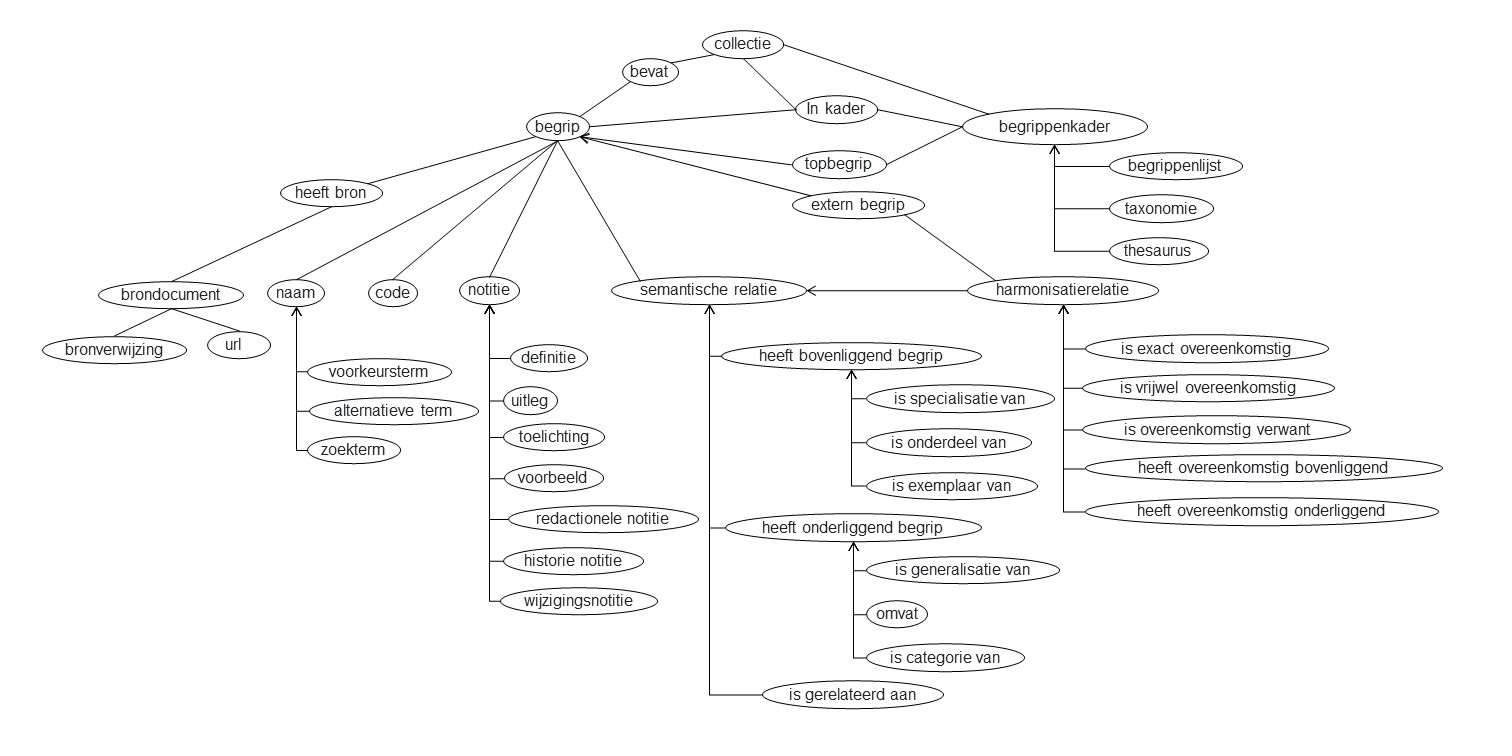 collectie
bevat
In kader
begrip
begrippenkader
topbegrip
begrippenlijst
heeft bron
extern begrip
taxonomie
thesaurus
brondocument
naam
code
notitie
semantische relatie
harmonisatierelatie
bronverwijzing
url
voorkeursterm
alternatieve term
zoekterm
definitie
uitleg
toelichting
voorbeeld
redactionele notitie
historie notitie
wijzigingsnotitie
heeft bovenliggend begrip
is specialisatie van
is onderdeel van
is exemplaar van
heeft onderliggend begrip
is generalisatie van
omvat
is categorie van
is gerelateerd aan
is exact overeenkomstig
is vrijwel overeenkomstig
is overeenkomstig verwant
heeft overeenkomstig bovenliggend
heeft overeenkomstig onderliggend